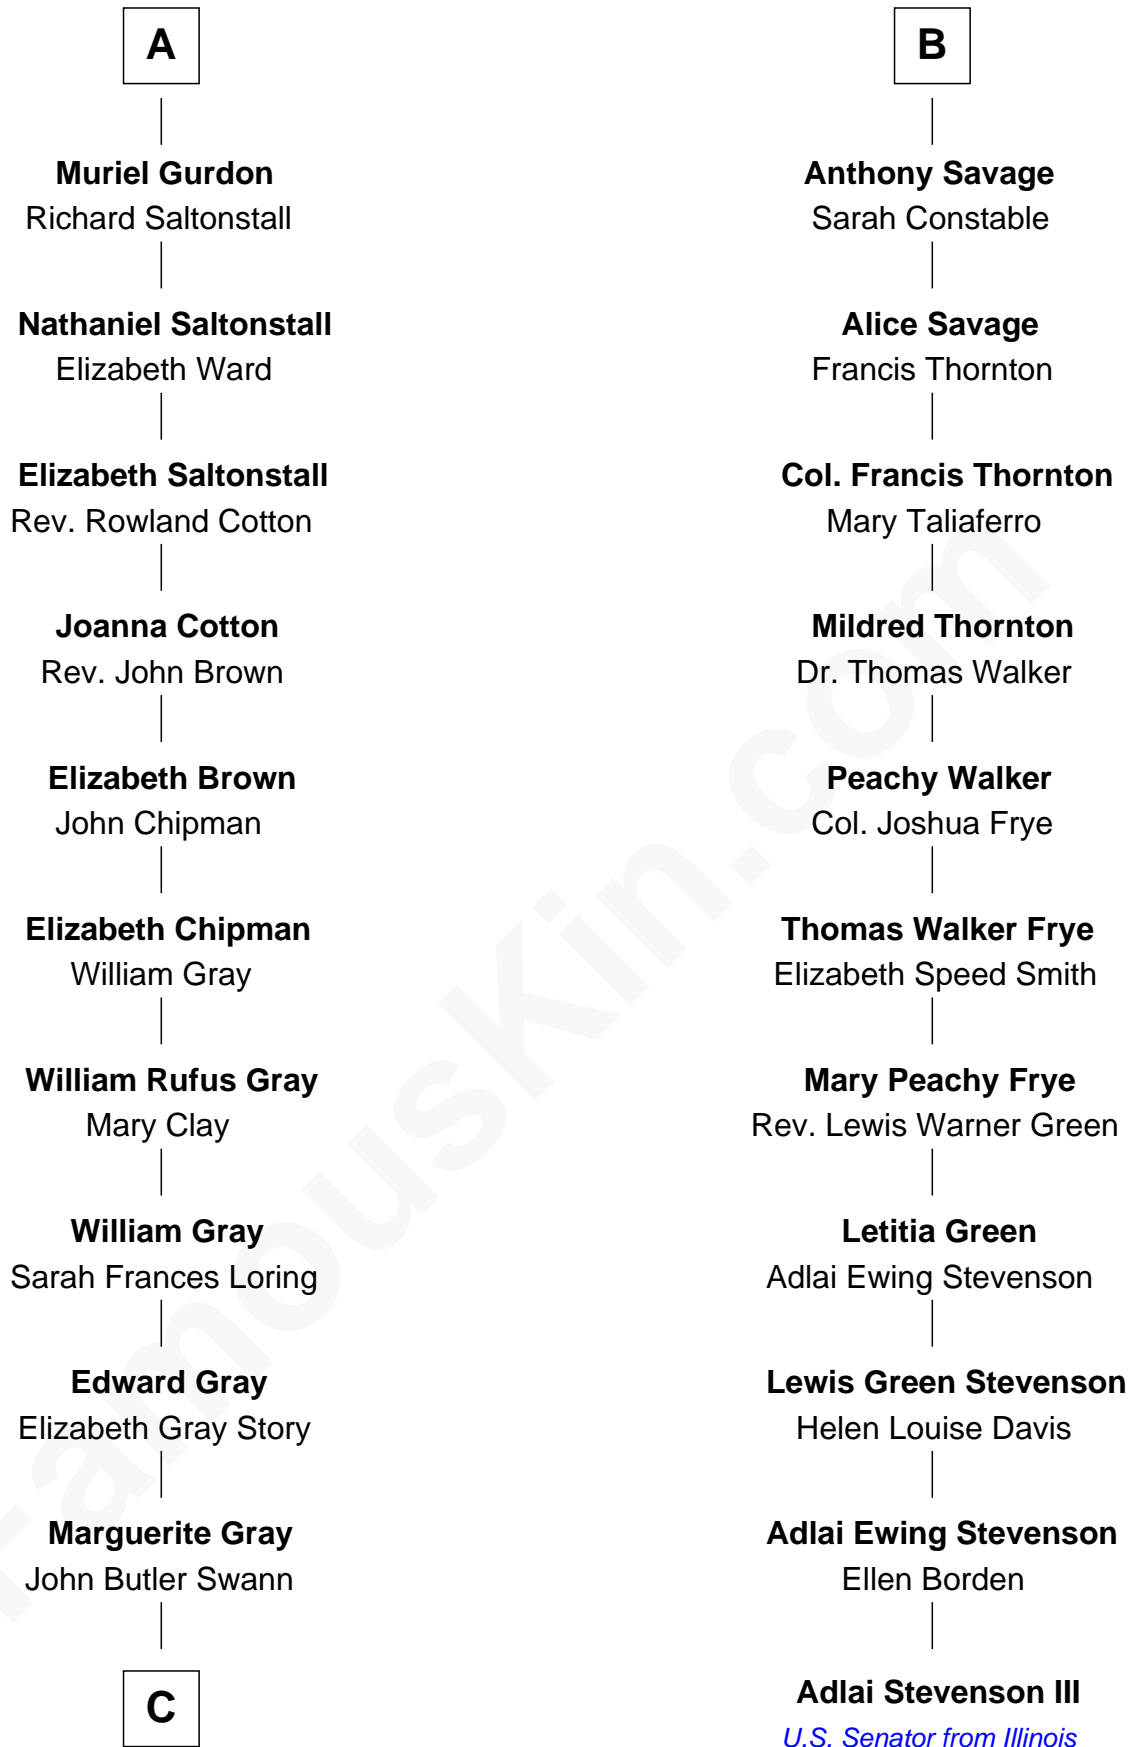 A
Muriel Gurdon
Richard Saltonstall
Nathaniel Saltonstall
Elizabeth Ward
Elizabeth Saltonstall
Rev. Rowland Cotton
Joanna Cotton
Rev. John Brown
Elizabeth Brown
John Chipman
Elizabeth Chipman
William Gray
William Rufus Gray
Mary Clay
William Gray
Sarah Frances Loring
Edward Gray
Elizabeth Gray Story
Marguerite Gray
John Butler Swann
C
B
Anthony Savage
Sarah Constable
Alice Savage
Francis Thornton
Col. Francis Thornton
Mary Taliaferro
Mildred Thornton
Dr. Thomas Walker
Peachy Walker
Col. Joshua Frye
Thomas Walker Frye
Elizabeth Speed Smith
Mary Peachy Frye
Rev. Lewis Warner Green
Letitia Green
Adlai Ewing Stevenson
Lewis Green Stevenson
Helen Louise Davis
Adlai Ewing Stevenson
Ellen Borden
Adlai Stevenson III
U.S. Senator from Illinois
FamousKin.com